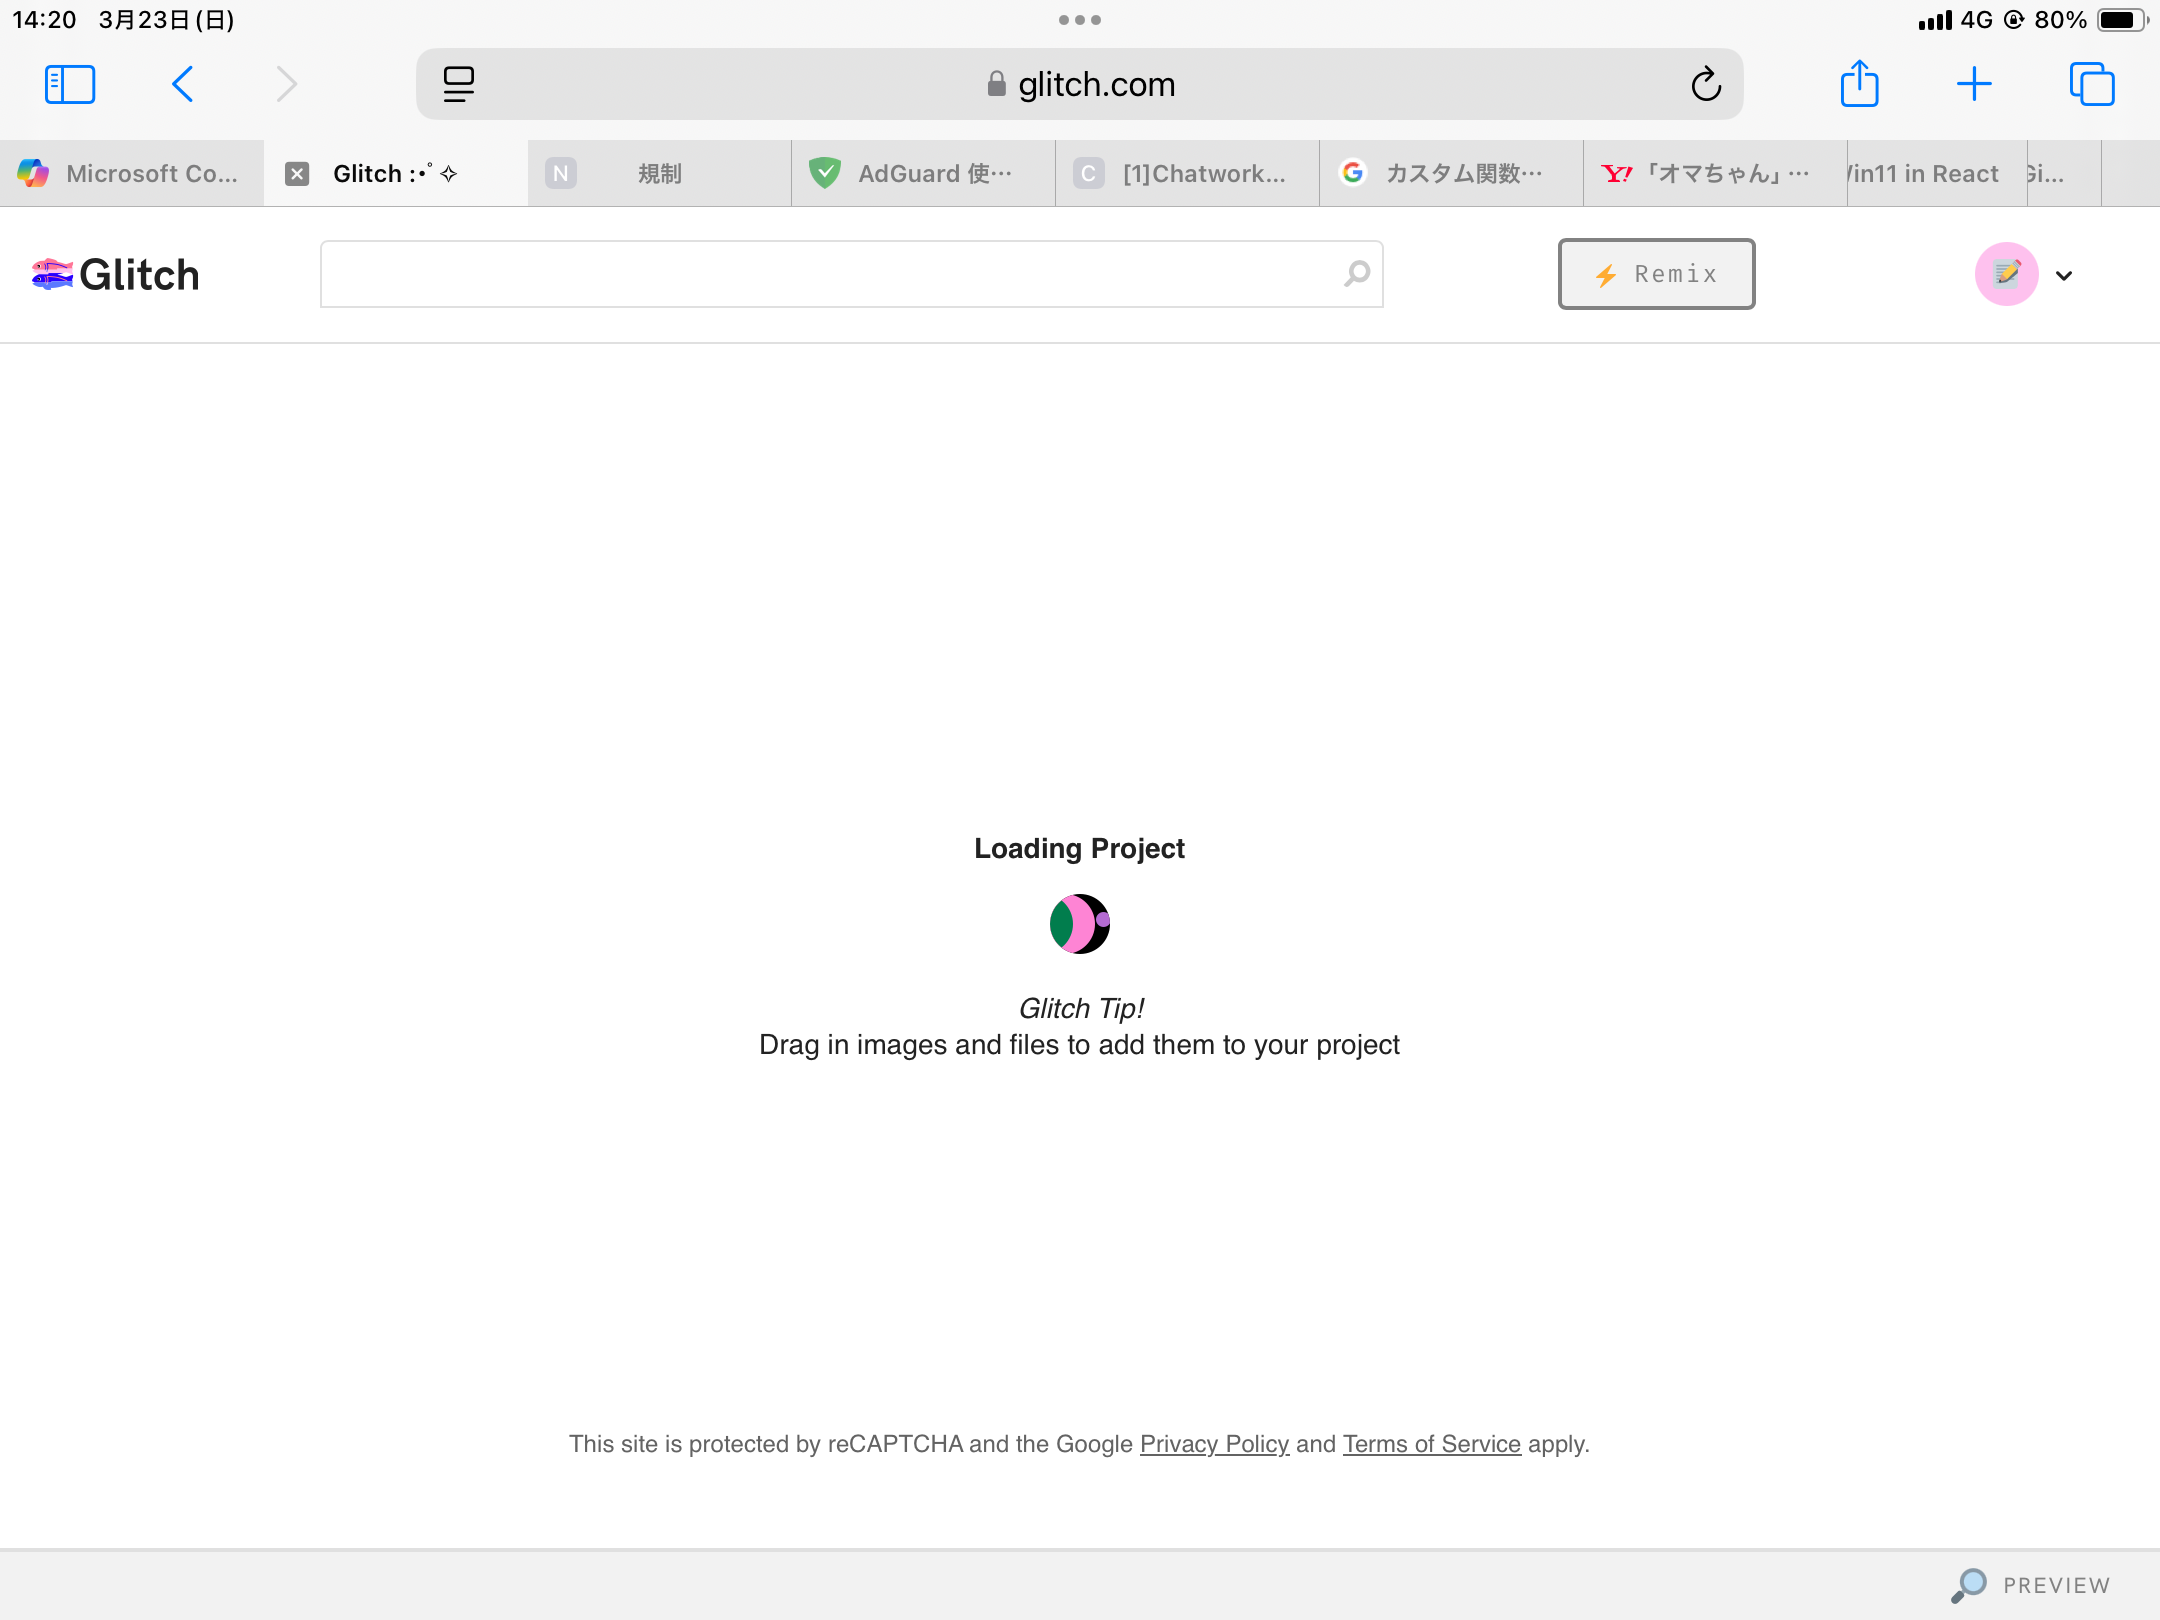 14:20 3月23日(日)
4G 80%
glitch.com
Microsoft Co...
Glitch :･ﾟ✧
N 規制
AdGuard 使…
C [1]Chatwork...
カスタム関数…
Y! 「オマちゃん」…
in11 in React
Gi...
Glitch
⚡ Remix
Loading Project
Glitch Tip!
Drag in images and files to add them to your project
This site is protected by reCAPTCHA and the Google Privacy Policy and Terms of Service apply.
PREVIEW